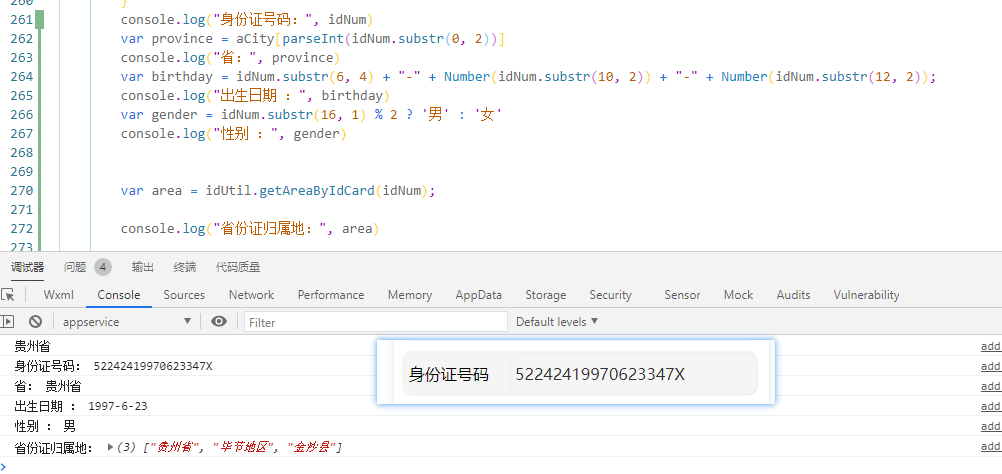 260 }
261 console.log("身份证号码：", idNum)
262 var province = aCity[parseInt(idNum.substr(0, 2))]
263 console.log("省：", province)
264 var birthday = idNum.substr(6, 4) + "-" + Number(idNum.substr(10, 2)) + "-" + Number(idNum.substr(12, 2));
265 console.log("出生日期 ：", birthday)
266 var gender = idNum.substr(16, 1) % 2 ? '男' : '女'
267 console.log("性别 ：", gender)
268
269
270 var area = idUtil.getAreaByIdCard(idNum);
271
272 console.log("省份证归属地：", area)
273
调试器 问题 4 输出 终端 代码质量
Wxml Console Sources Network Performance Memory AppData Storage Security Sensor Mock Audits Vulnerability
appservice Filter Default levels
贵州省 add
身份证号码： 52242419970623347X add
省： 贵州省 add
出生日期 ： 1997-6-23 add
性别 ： 男 add
省份证归属地： (3) ["贵州省", "毕节地区", "金沙县"] add
身份证号码 52242419970623347X